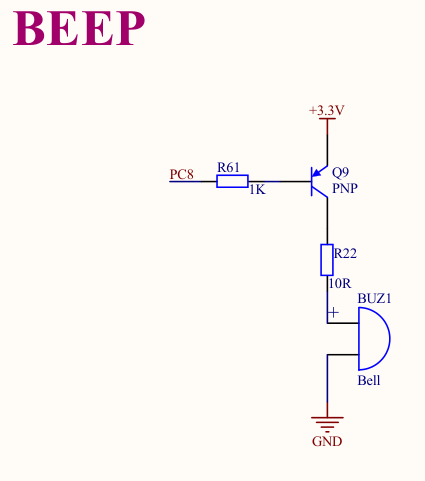 BEEP
+3.3V
PC8
R61
1K
Q9
PNP
R22
10R
+
BUZ1
Bell
GND